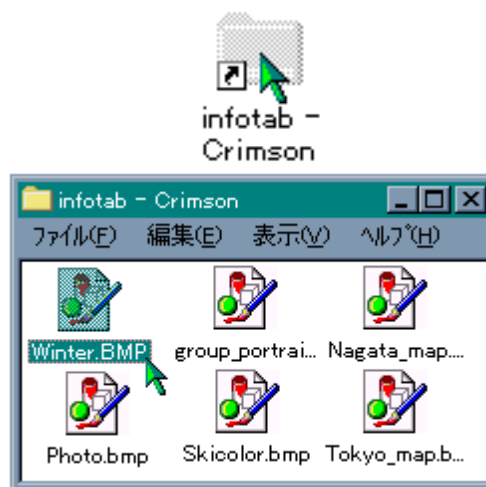 infotab -
Crimson
infotab - Crimson
ファイル(F) 編集(E) 表示(V) ヘルプ(H)
Winter.BMP group_portrai... Nagata_map....
Photo.bmp Skicolor.bmp Tokyo_map.b...